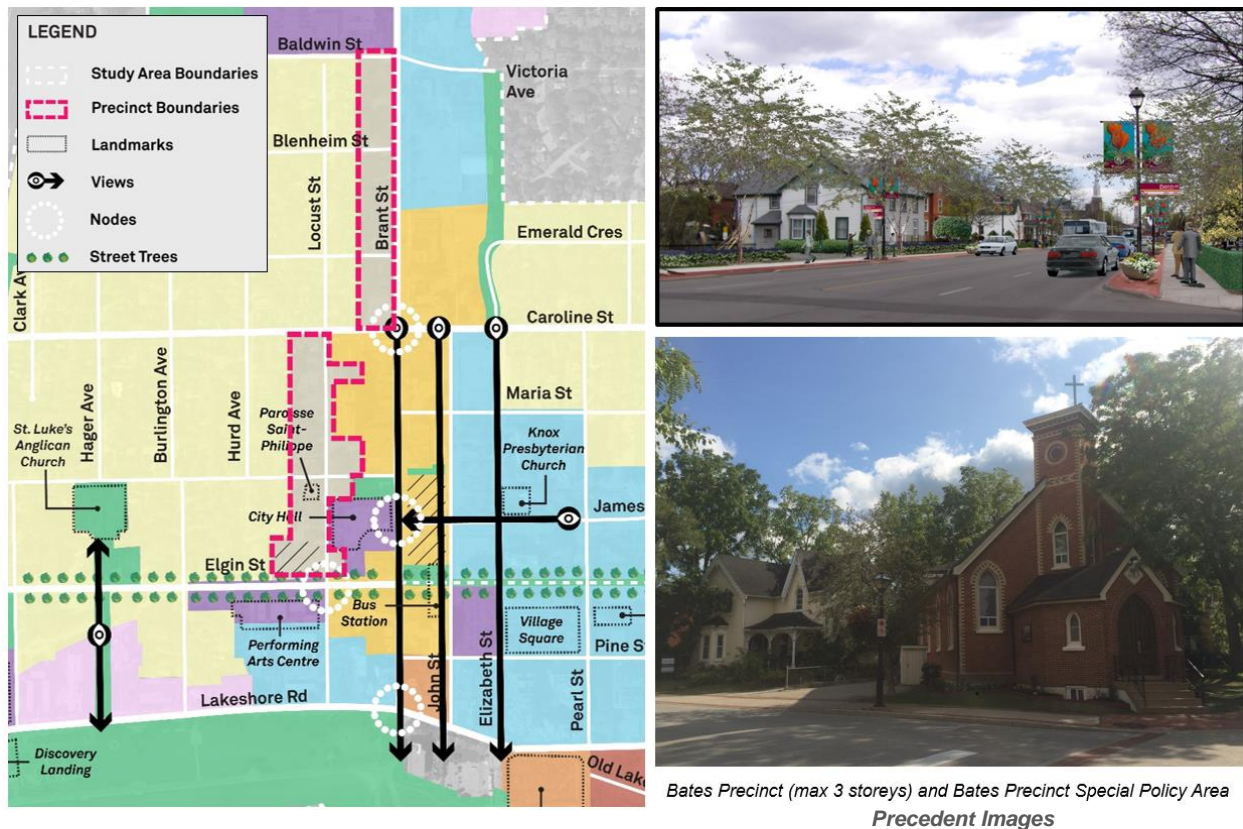 LEGEND
Study Area Boundaries
Precinct Boundaries
Landmarks
Views
Nodes
Street Trees
Baldwin St
Victoria
Ave
Blenheim St
Locust St
Brant St
Emerald Cres
Clark Av
Caroline St
Hager Ave
Burlington Ave
Hurd Ave
Maria St
St. Luke's
Anglican
Church
Paroisse
Saint-
Philippe
Knox
Presbyterian
Church
City Hall
James
Elgin St
Bus
Station
Performing
Arts Centre
Village
Square
Pine S
John St
Elizabeth St
Pearl St
Lakeshore Rd
Discovery
Landing
Old Lake
Bates Precinct (max 3 storeys) and Bates Precinct Special Policy Area
Precedent Images